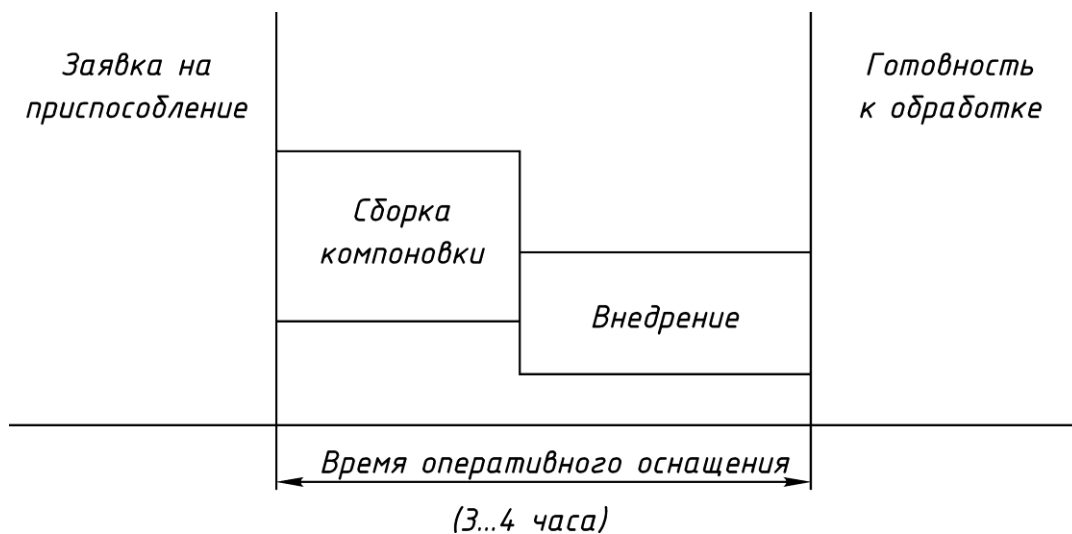 Заявка на
приспособление
Готовность
к обработке
Сборка
компоновки
Внедрение
Время оперативного оснащения
(3...4 часа)